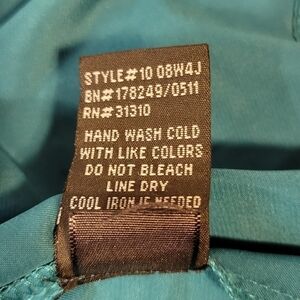 STYLE#10 08W4J
BN#178249/0511
RN#31310
HAND WASH COLD
WITH LIKE COLORS
DO NOT BLEACH
LINE DRY
COOL IRON IF NEEDED